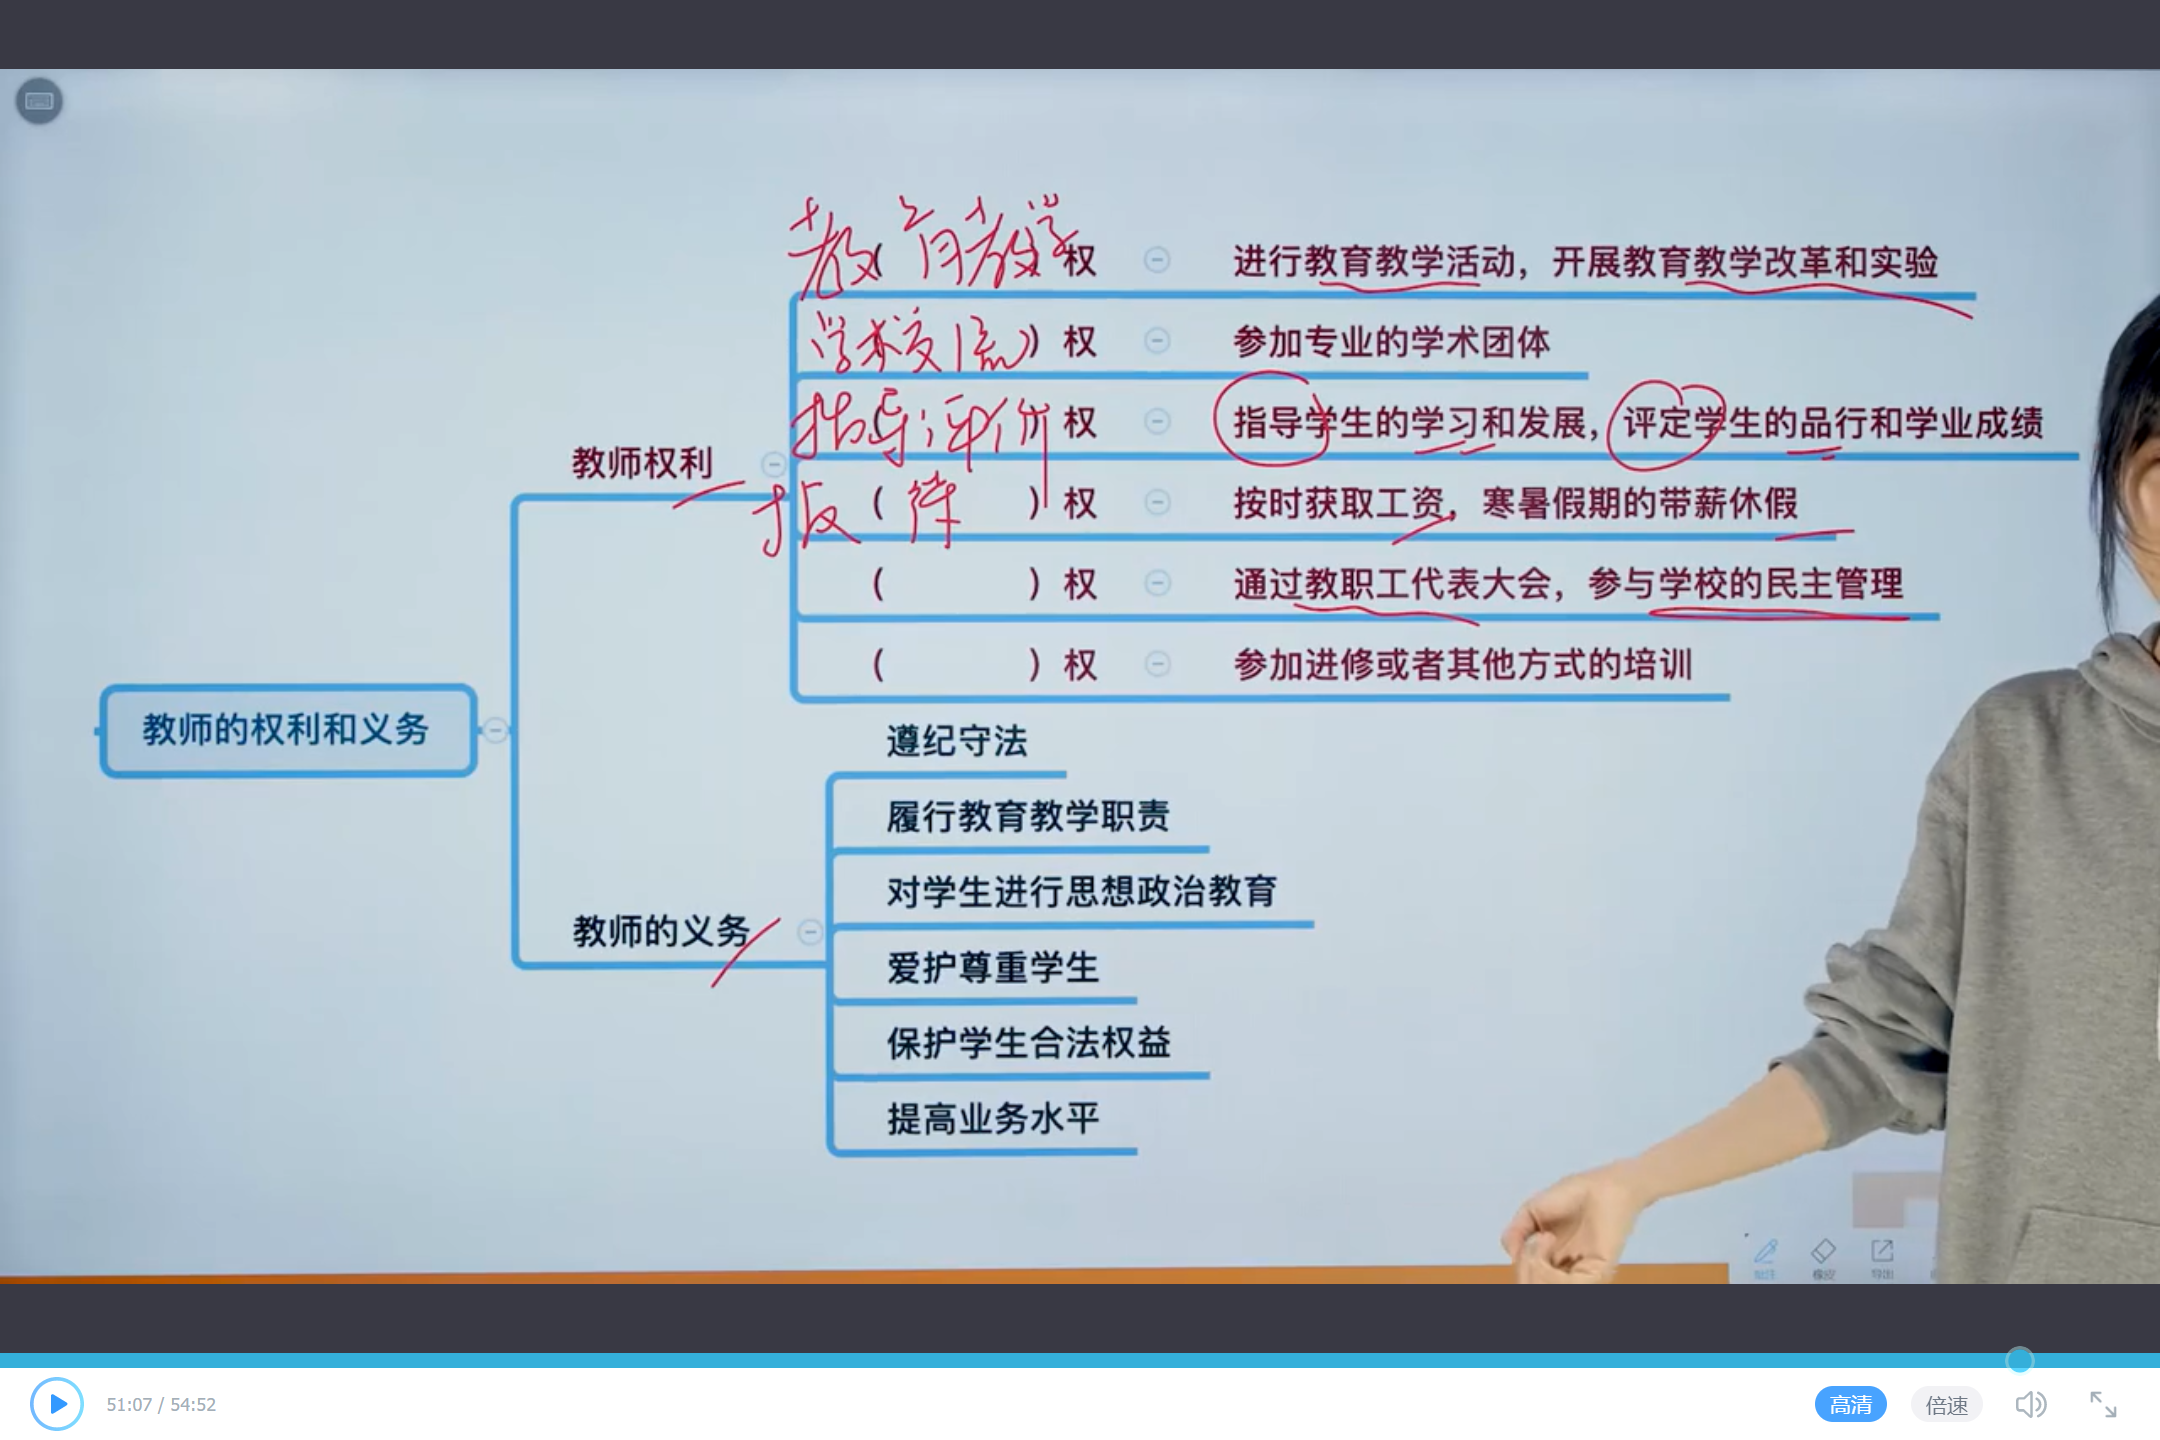 教育教学
( ) 权 进行教育教学活动，开展教育教学改革和实验
学术交流
) 权 参加专业的学术团体
指导评价
( ) 权 指导学生的学习和发展，评定学生的品行和学业成绩
教师权利
报 ( 待 ) 权 按时获取工资，寒暑假期的带薪休假
( ) 权 通过教职工代表大会，参与学校的民主管理
( ) 权 参加进修或者其他方式的培训
教师的权利和义务
遵纪守法
履行教育教学职责
对学生进行思想政治教育
教师的义务
爱护尊重学生
保护学生合法权益
提高业务水平
批注 橡皮 导出
51:07 / 54:52 高清 倍速